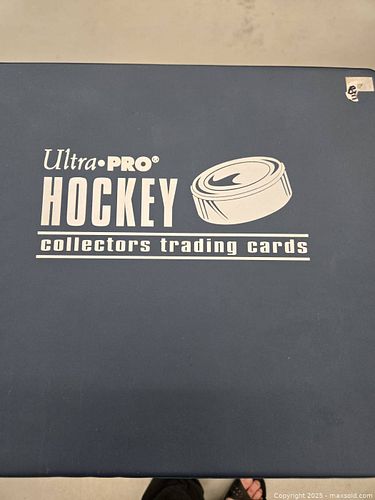 Ultra•PRO®
HOCKEY
collectors trading cards
Copyright 2025 - maxsold.com